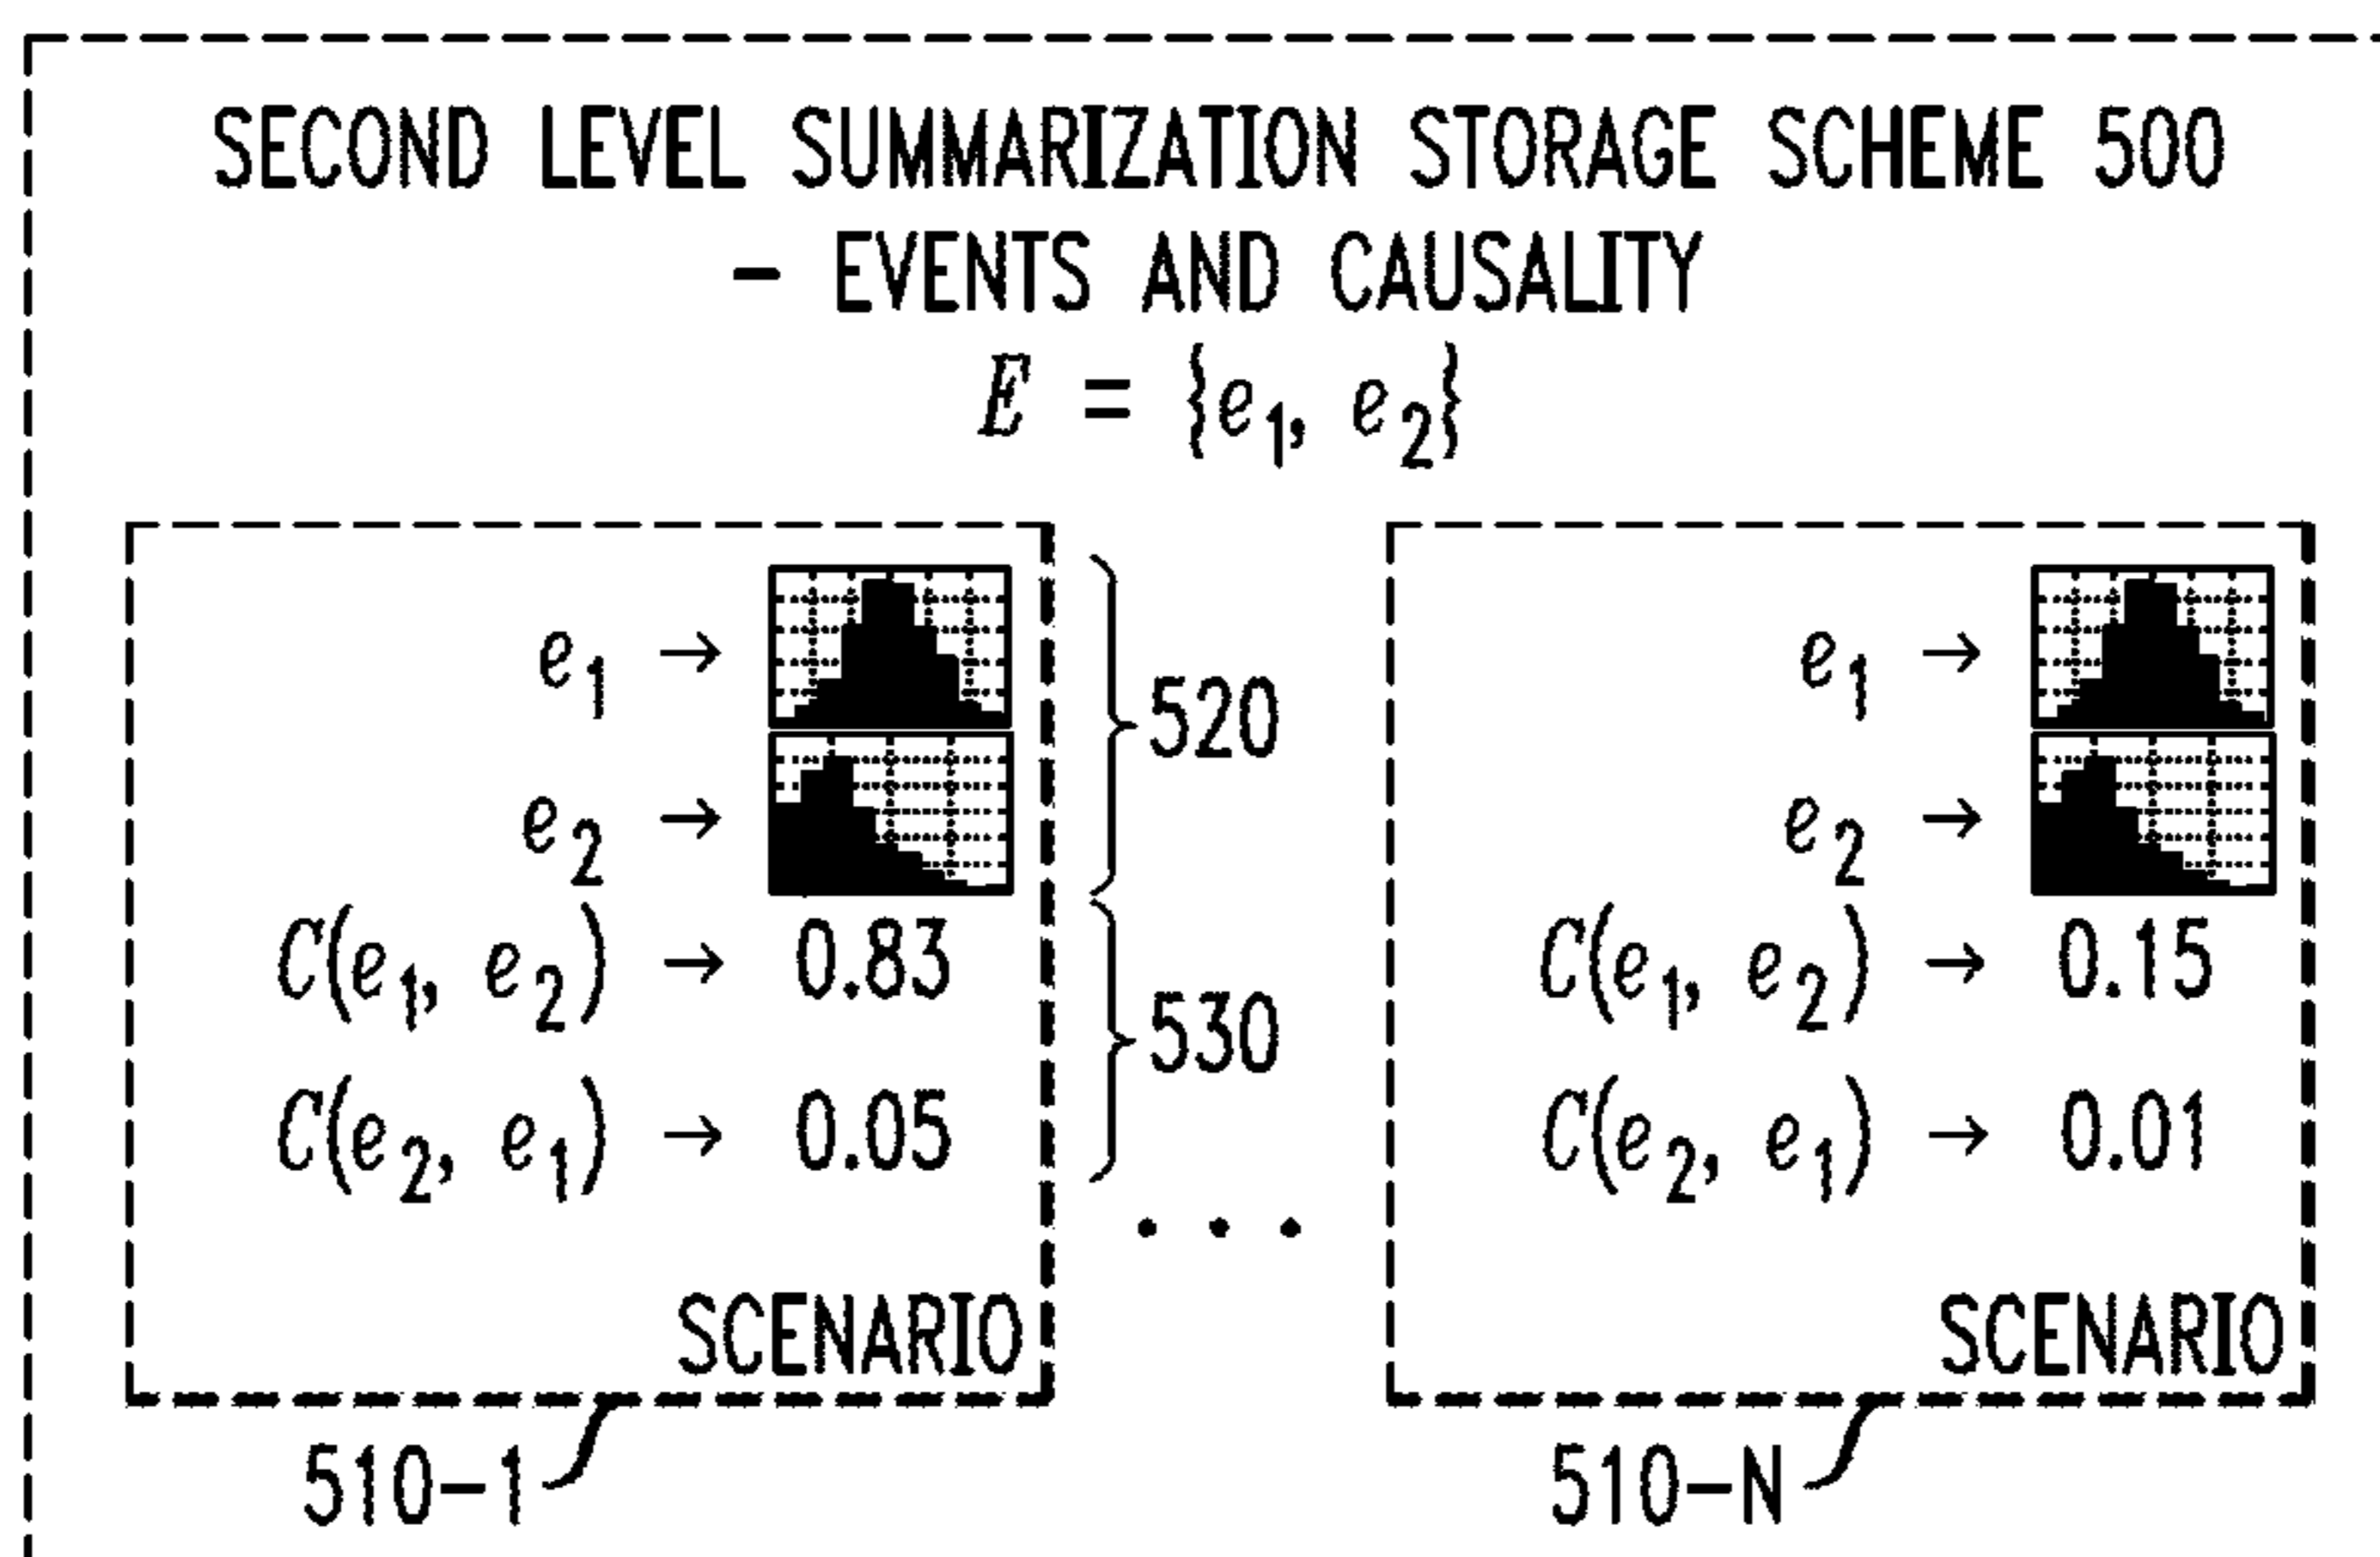 SECOND LEVEL SUMMARIZATION STORAGE SCHEME 500
- EVENTS AND CAUSALITY
E = {e1, e2}
e1 →
e2 →
520
C(e1, e2) → 0.83
C(e2, e1) → 0.05
530
SCENARIO
510-1
. . .
e1 →
e2 →
C(e1, e2) → 0.15
C(e2, e1) → 0.01
SCENARIO
510-N